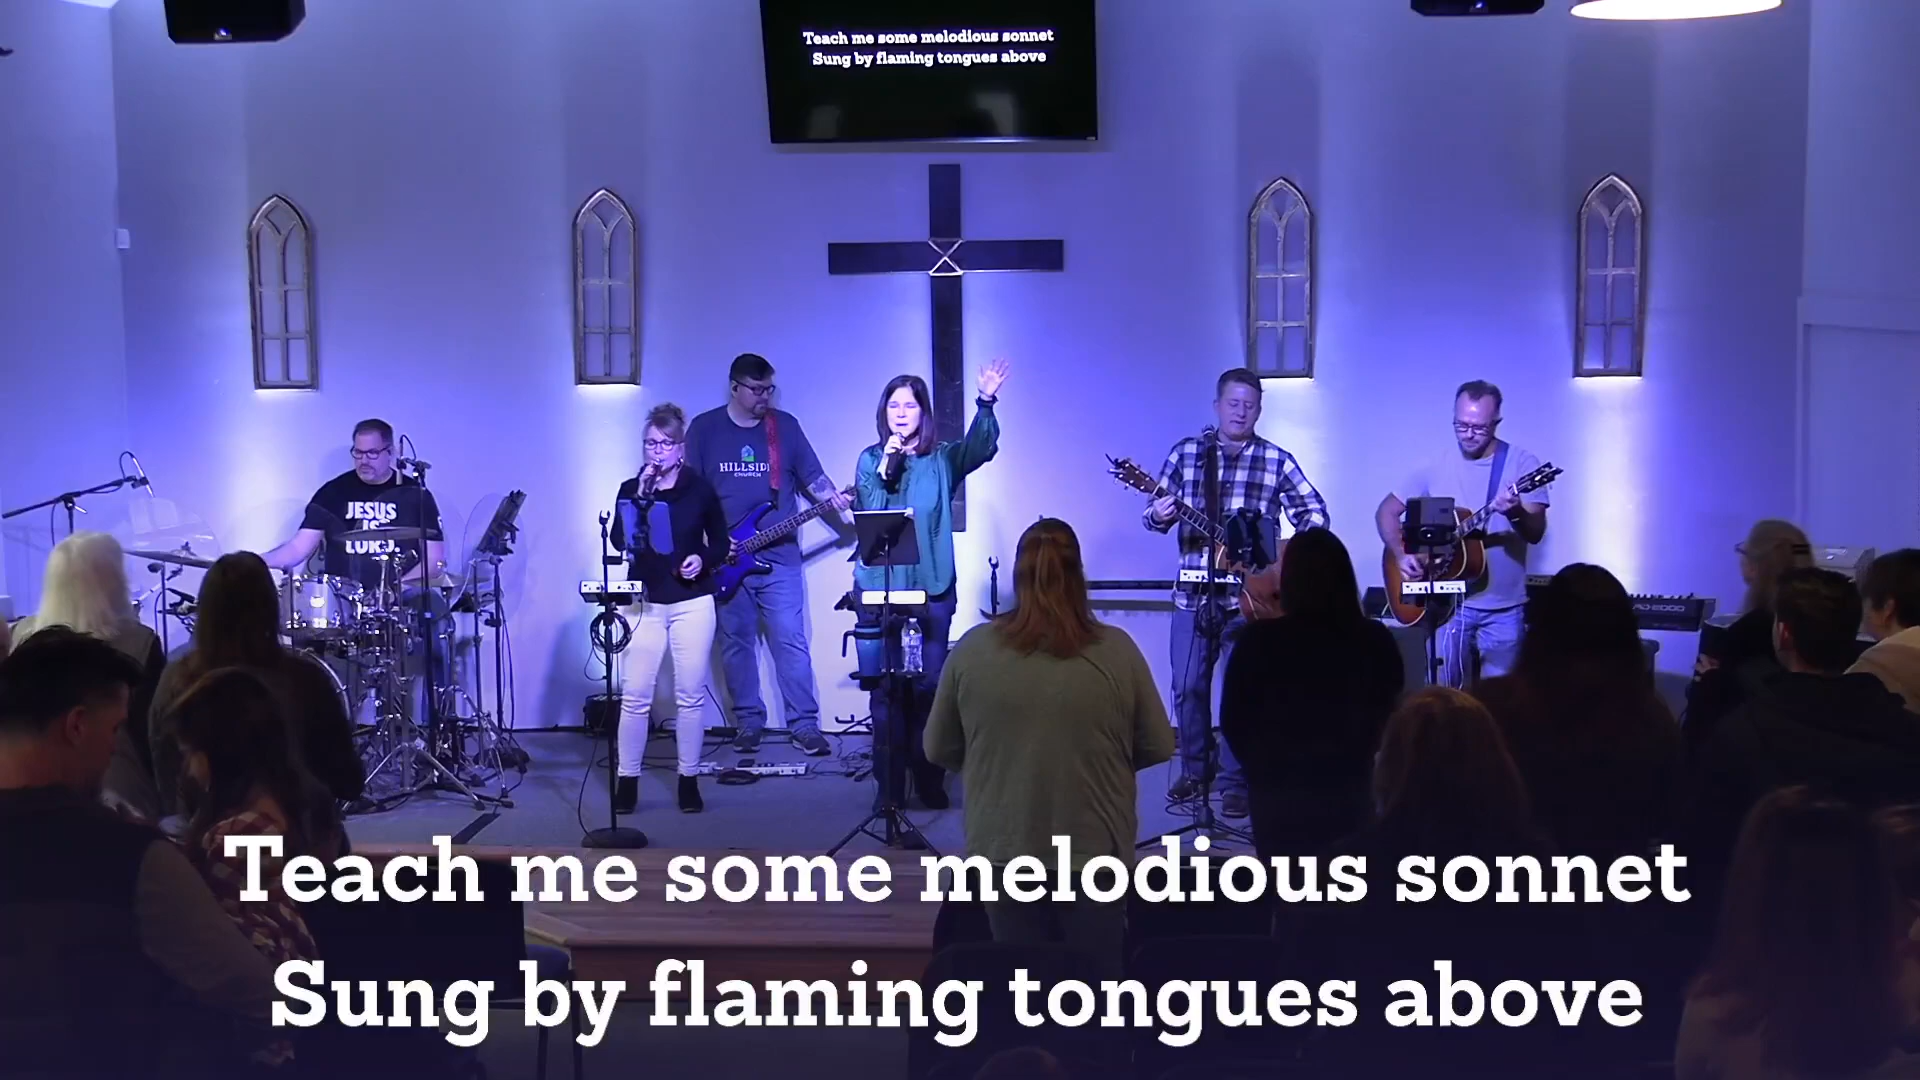 Teach me some melodious sonnet
Sung by flaming tongues above
HILLSIDE
CHURCH
JESUS
IS
LORD.
Teach me some melodious sonnet
Sung by flaming tongues above